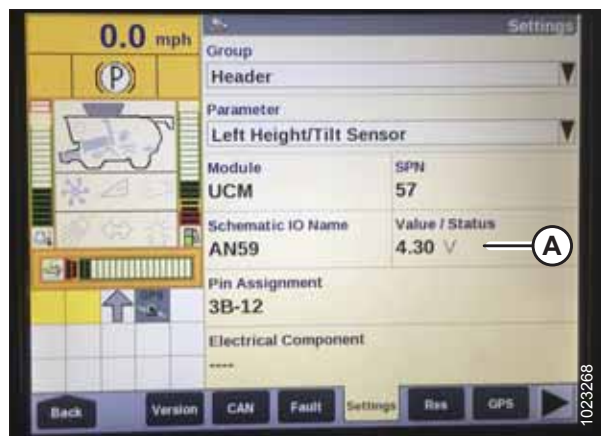 0.0 mph
Settings
(P)
Group
Header
Parameter
Left Height/Tilt Sensor
Module
SPN
UCM
57
Schematic IO Name
Value / Status
AN59
4.30 V
A
Pin Assignment
3B-12
Electrical Component
----
Back
Version
CAN
Fault
Settings
Res
GPS
1023268